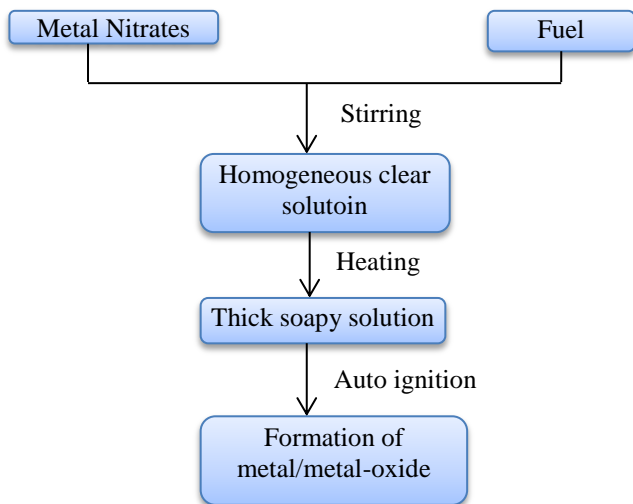 Metal Nitrates
Fuel
Stirring
Homogeneous clear
solutoin
Heating
Thick soapy solution
Auto ignition
Formation of
metal/metal-oxide